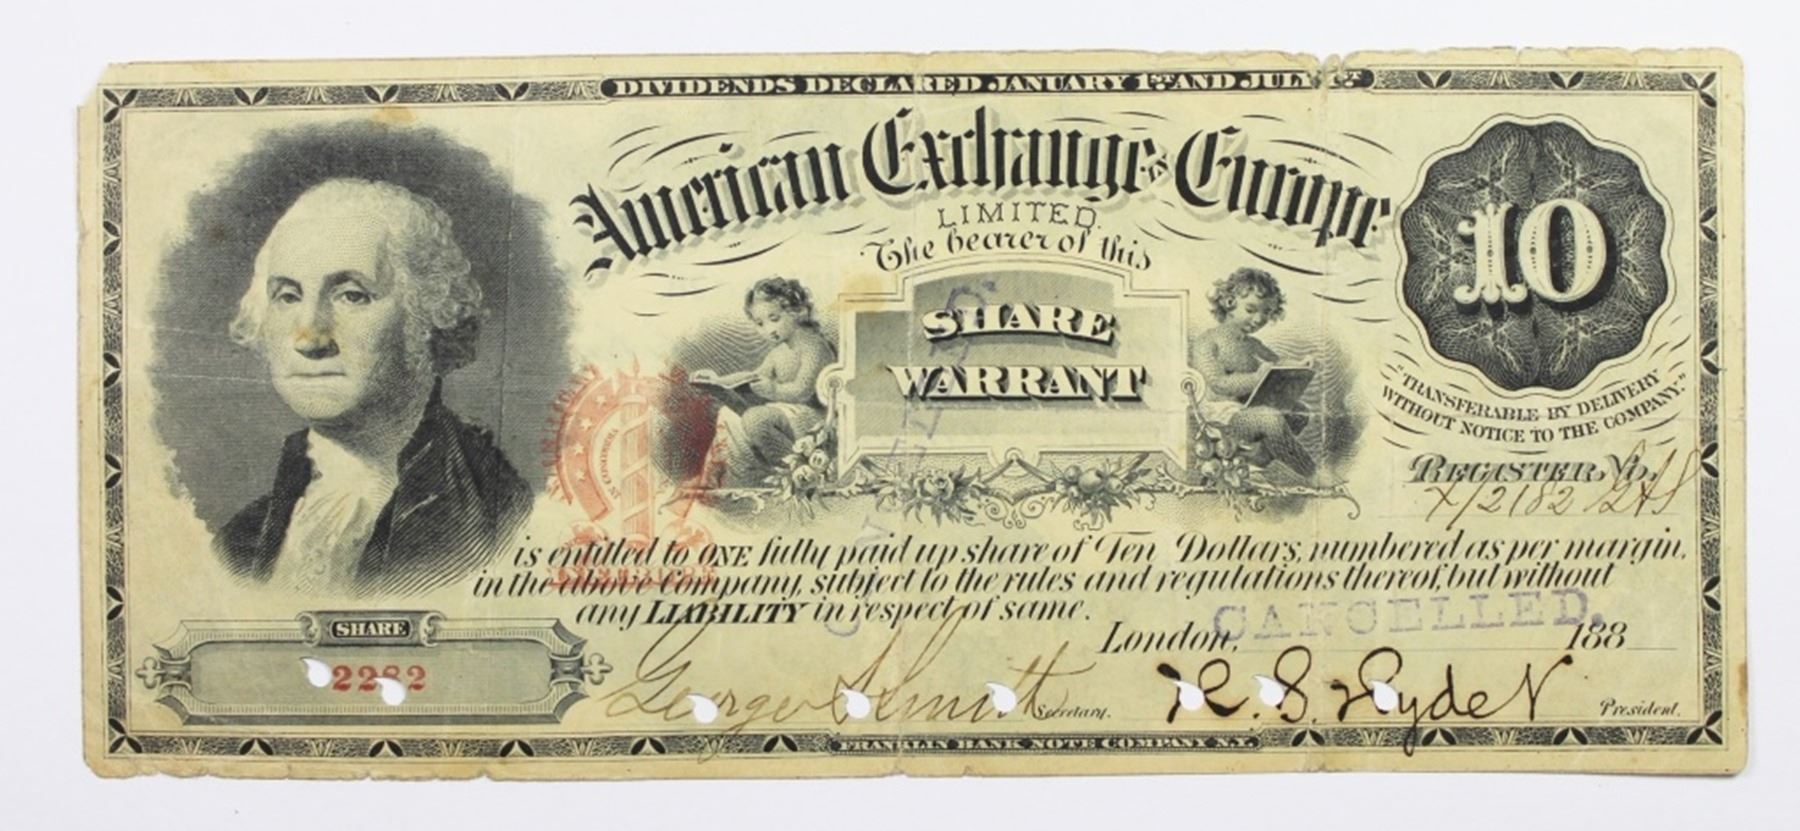 DIVIDENDS DECLARED JANUARY 1ST AND JULY 1ST
American Exchange in Europe
LIMITED.
The bearer of this
SHARE
WARRANT
10
"TRANSFERABLE BY DELIVERY
WITHOUT NOTICE TO THE COMPANY."
REGISTER No.
is entitled to ONE fully paid up share of Ten Dollars, numbered as per margin,
in the above Company, subject to the rules and regulations thereof, but without
any LIABILITY in respect of same.
CANCELLED.
London, 188
CANCELLED.
SHARE
2282
George Secretary.
President.
FRANKLIN BANK NOTE COMPANY N.Y.